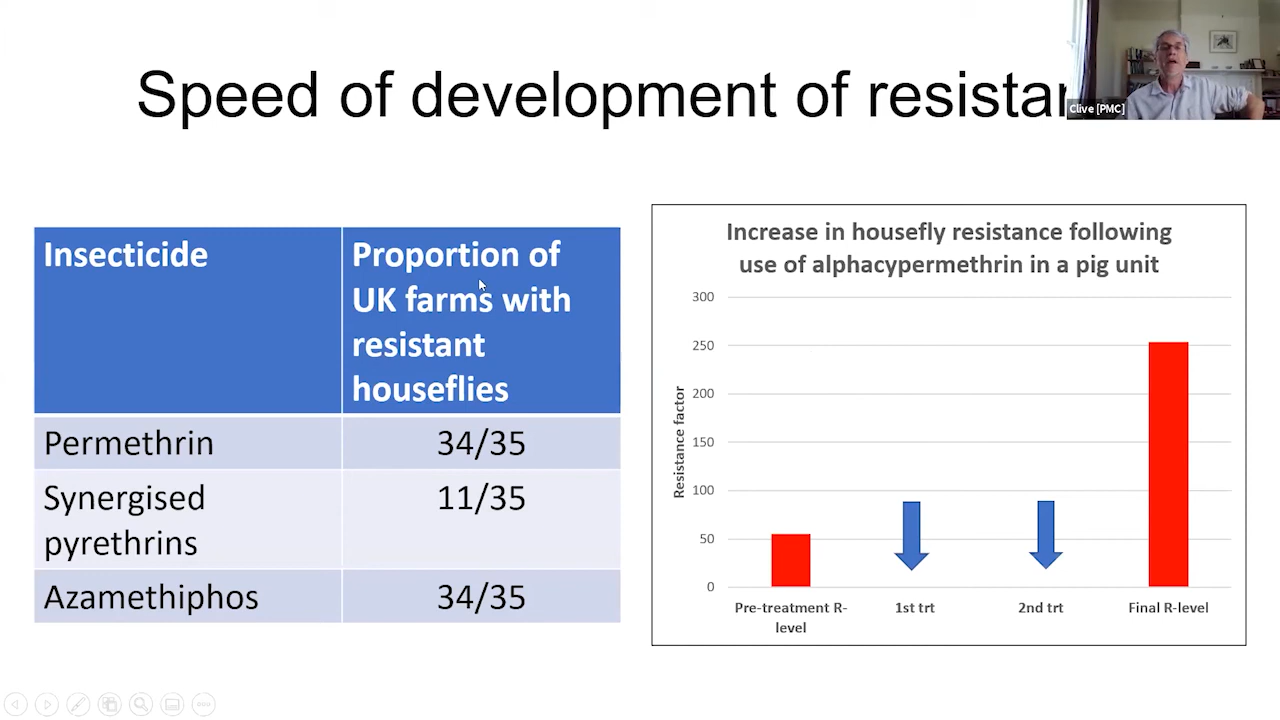 Speed of development of resistan
Clive [PMC]
Insecticide
Proportion of
UK farms with
resistant
houseflies
Permethrin
34/35
Synergised
pyrethrins
11/35
Azamethiphos
34/35
Increase in housefly resistance following
use of alphacypermethrin in a pig unit
Resistance factor
300
250
200
150
100
50
0
Pre-treatment R-
level
1st trt
2nd trt
Final R-level